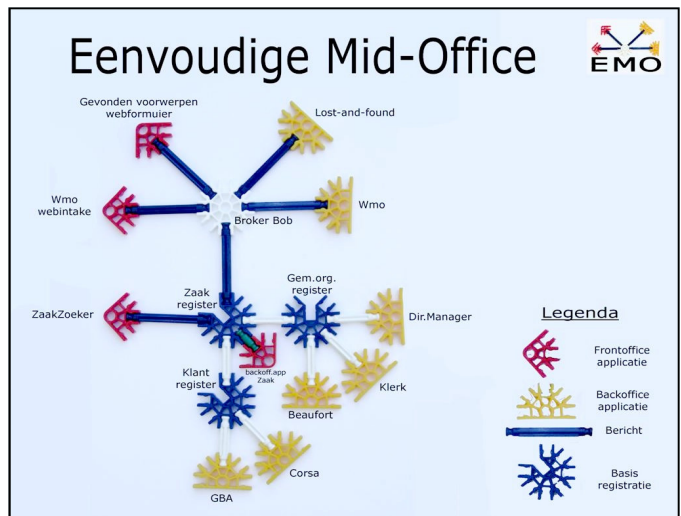 Eenvoudige Mid-Office
EMO
Gevonden voorwerpen
webformuier
Lost-and-found
Wmo
webintake
Wmo
Broker Bob
Zaak
register
Gem.org.
register
ZaakZoeker
Dir.Manager
backoff.app
Zaak
Klant
register
Klerk
Beaufort
Corsa
GBA
Legenda
Frontoffice
applicatie
Backoffice
applicatie
Bericht
Basis
registratie